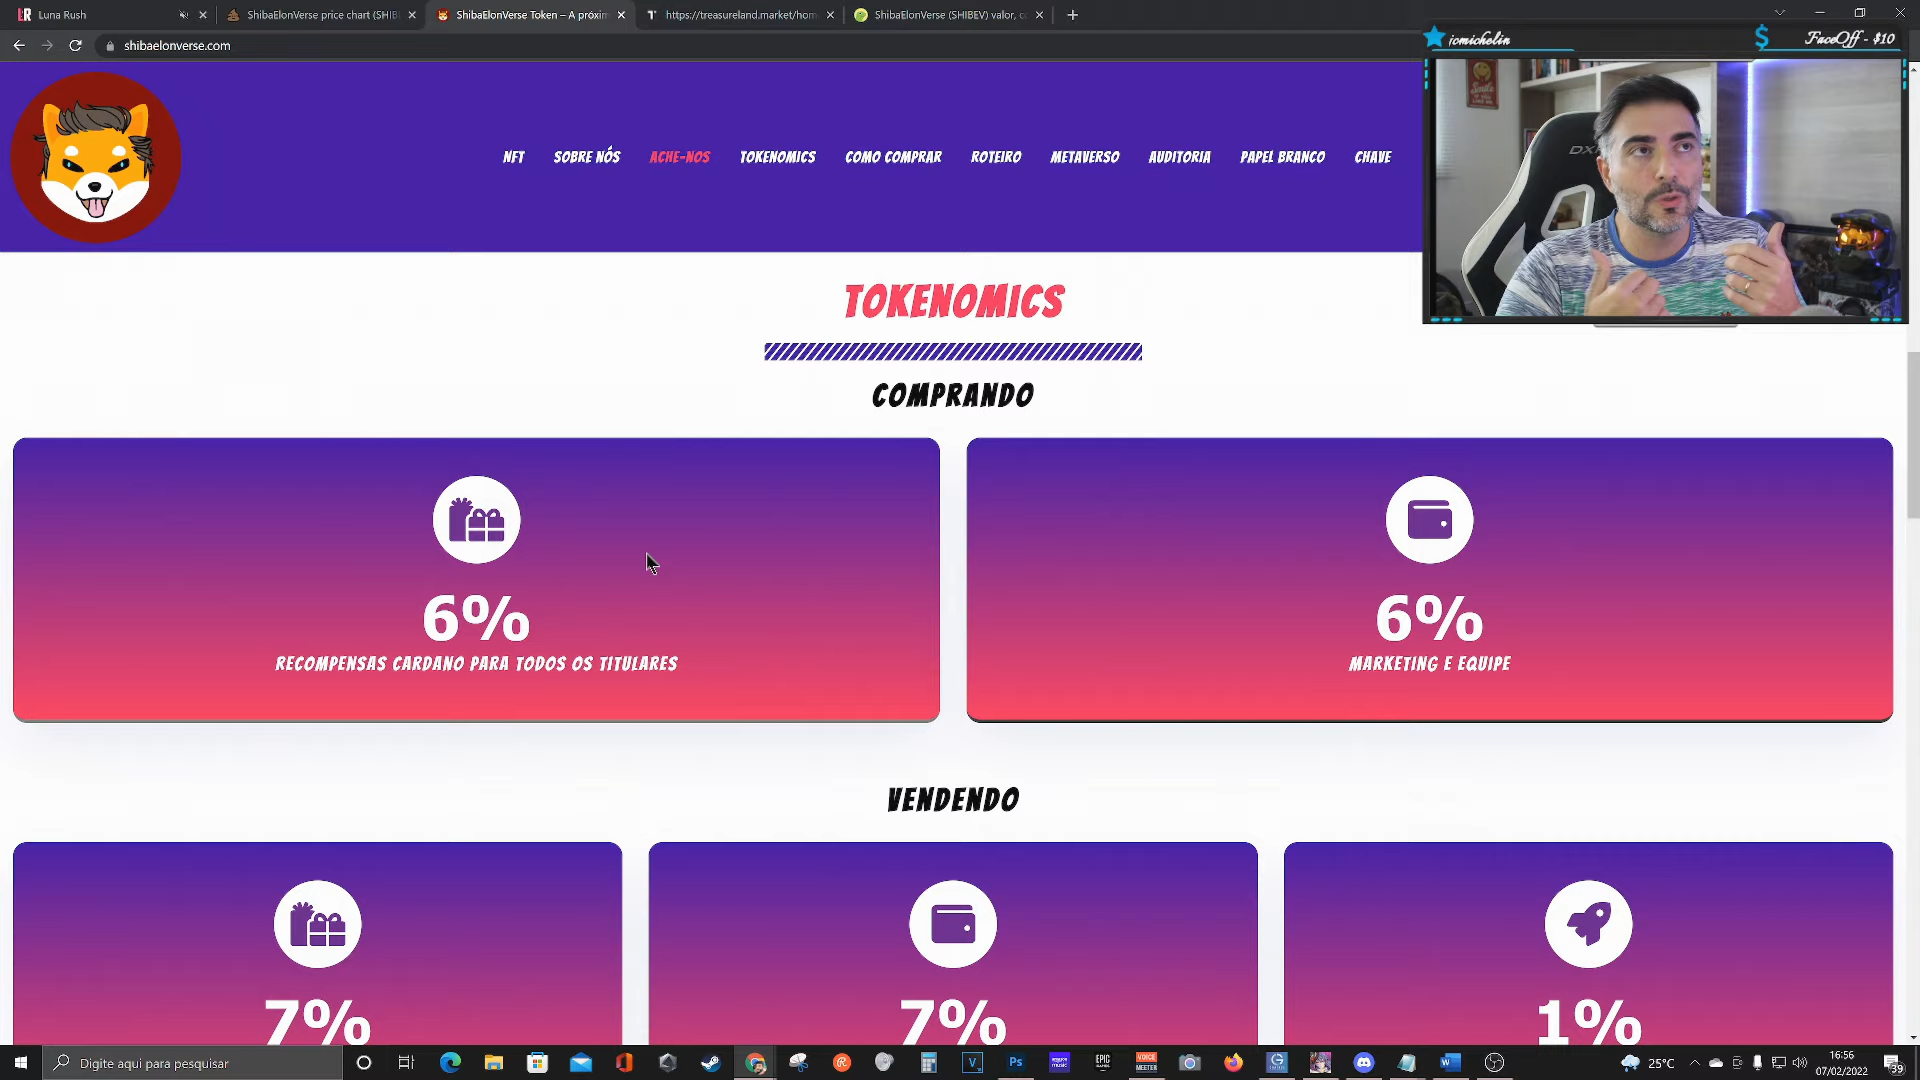 Luna Rush
ShibaElonVerse price chart (SHIBE
ShibaElonVerse Token – A próxim
https://treasureland.market/hom
ShibaElonVerse (SHIBEV) valor, c
shibaelonverse.com
icmichelin
FaceOff - $10
NFT
SOBRE NÓS
ACHE-NOS
TOKENOMICS
COMO COMPRAR
ROTEIRO
METAVERSO
AUDITORIA
PAPEL BRANCO
CHAVE
TOKENOMICS
COMPRANDO
6%
RECOMPENSAS CARDANO PARA TODOS OS TITULARES
6%
MARKETING E EQUIPE
VENDENDO
7%
7%
1%
Digite aqui para pesquisar
25°C
16:56
07/02/2022
39